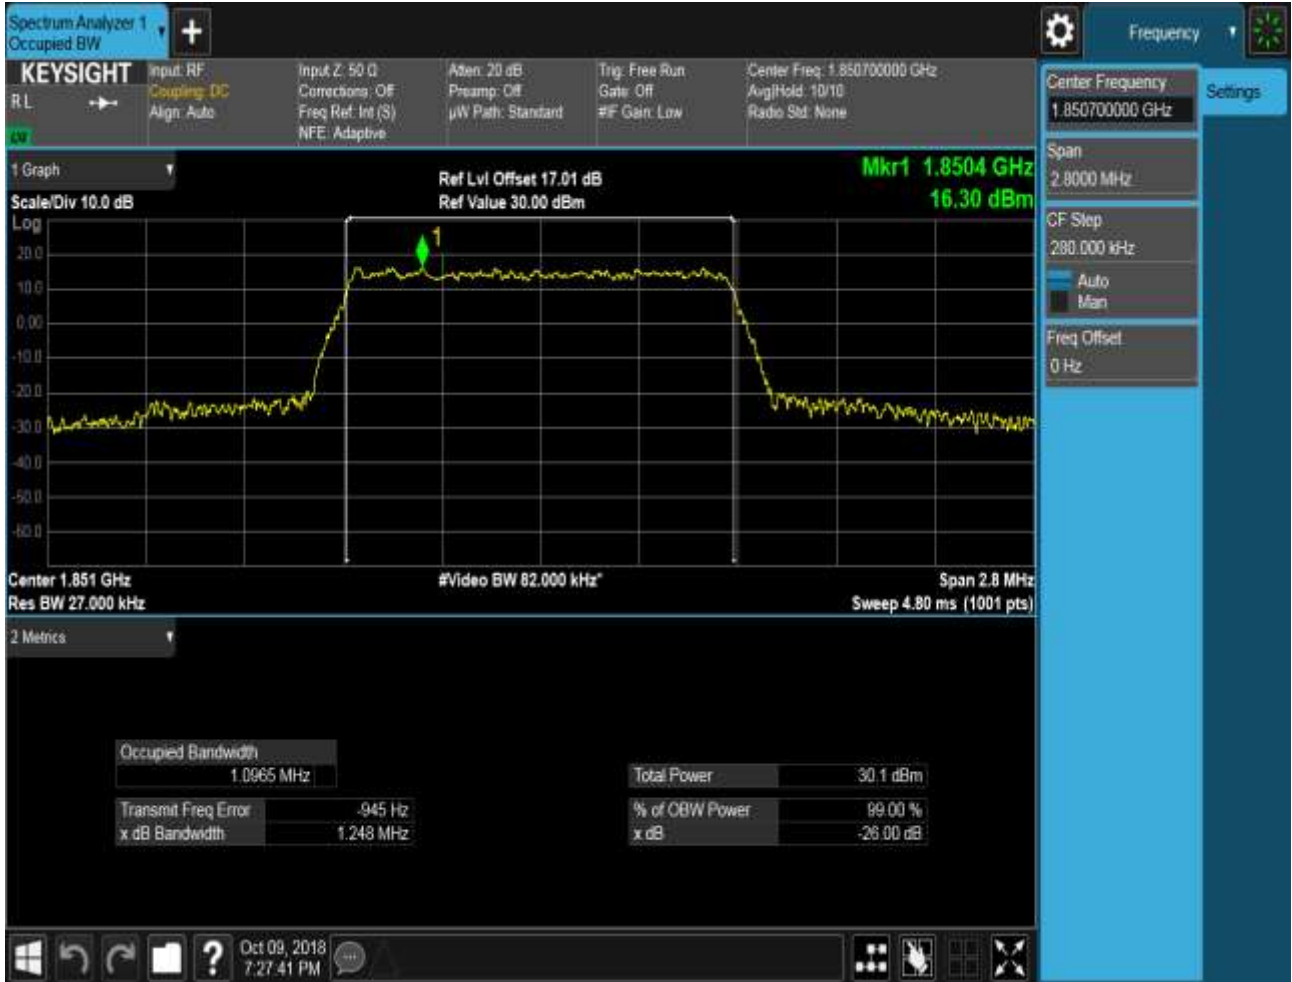 Spectrum Analyzer 1
Occupied BW
Frequency
KEYSIGHT
RL
Input: RF
Coupling: DC
Align: Auto
Input Z: 50 Ω
Corrections: Off
Freq Ref: Int (S)
NFE: Adaptive
Atten: 20 dB
Preamp: Off
µW Path: Standard
Trig: Free Run
Gate: Off
#IF Gain: Low
Center Freq: 1.850700000 GHz
Avg|Hold: 10/10
Radio Std: None
Center Frequency
1.850700000 GHz
Settings
Span
2.8000 MHz
CF Step
280.000 kHz
Auto
Man
Freq Offset
0 Hz
1 Graph
Scale/Div 10.0 dB
Ref Lvl Offset 17.01 dB
Ref Value 30.00 dBm
Mkr1 1.8504 GHz
16.30 dBm
Log
1
20.0
10.0
0.00
-10.0
-20.0
-30.0
-40.0
-50.0
-60.0
Center 1.851 GHz
Res BW 27.000 kHz
#Video BW 82.000 kHz*
Span 2.8 MHz
Sweep 4.80 ms (1001 pts)
2 Metrics
Occupied Bandwidth
1.0965 MHz
Transmit Freq Error -945 Hz
x dB Bandwidth 1.248 MHz
Total Power 30.1 dBm
% of OBW Power 99.00 %
x dB -26.00 dB
Oct 09, 2018
7:27:41 PM